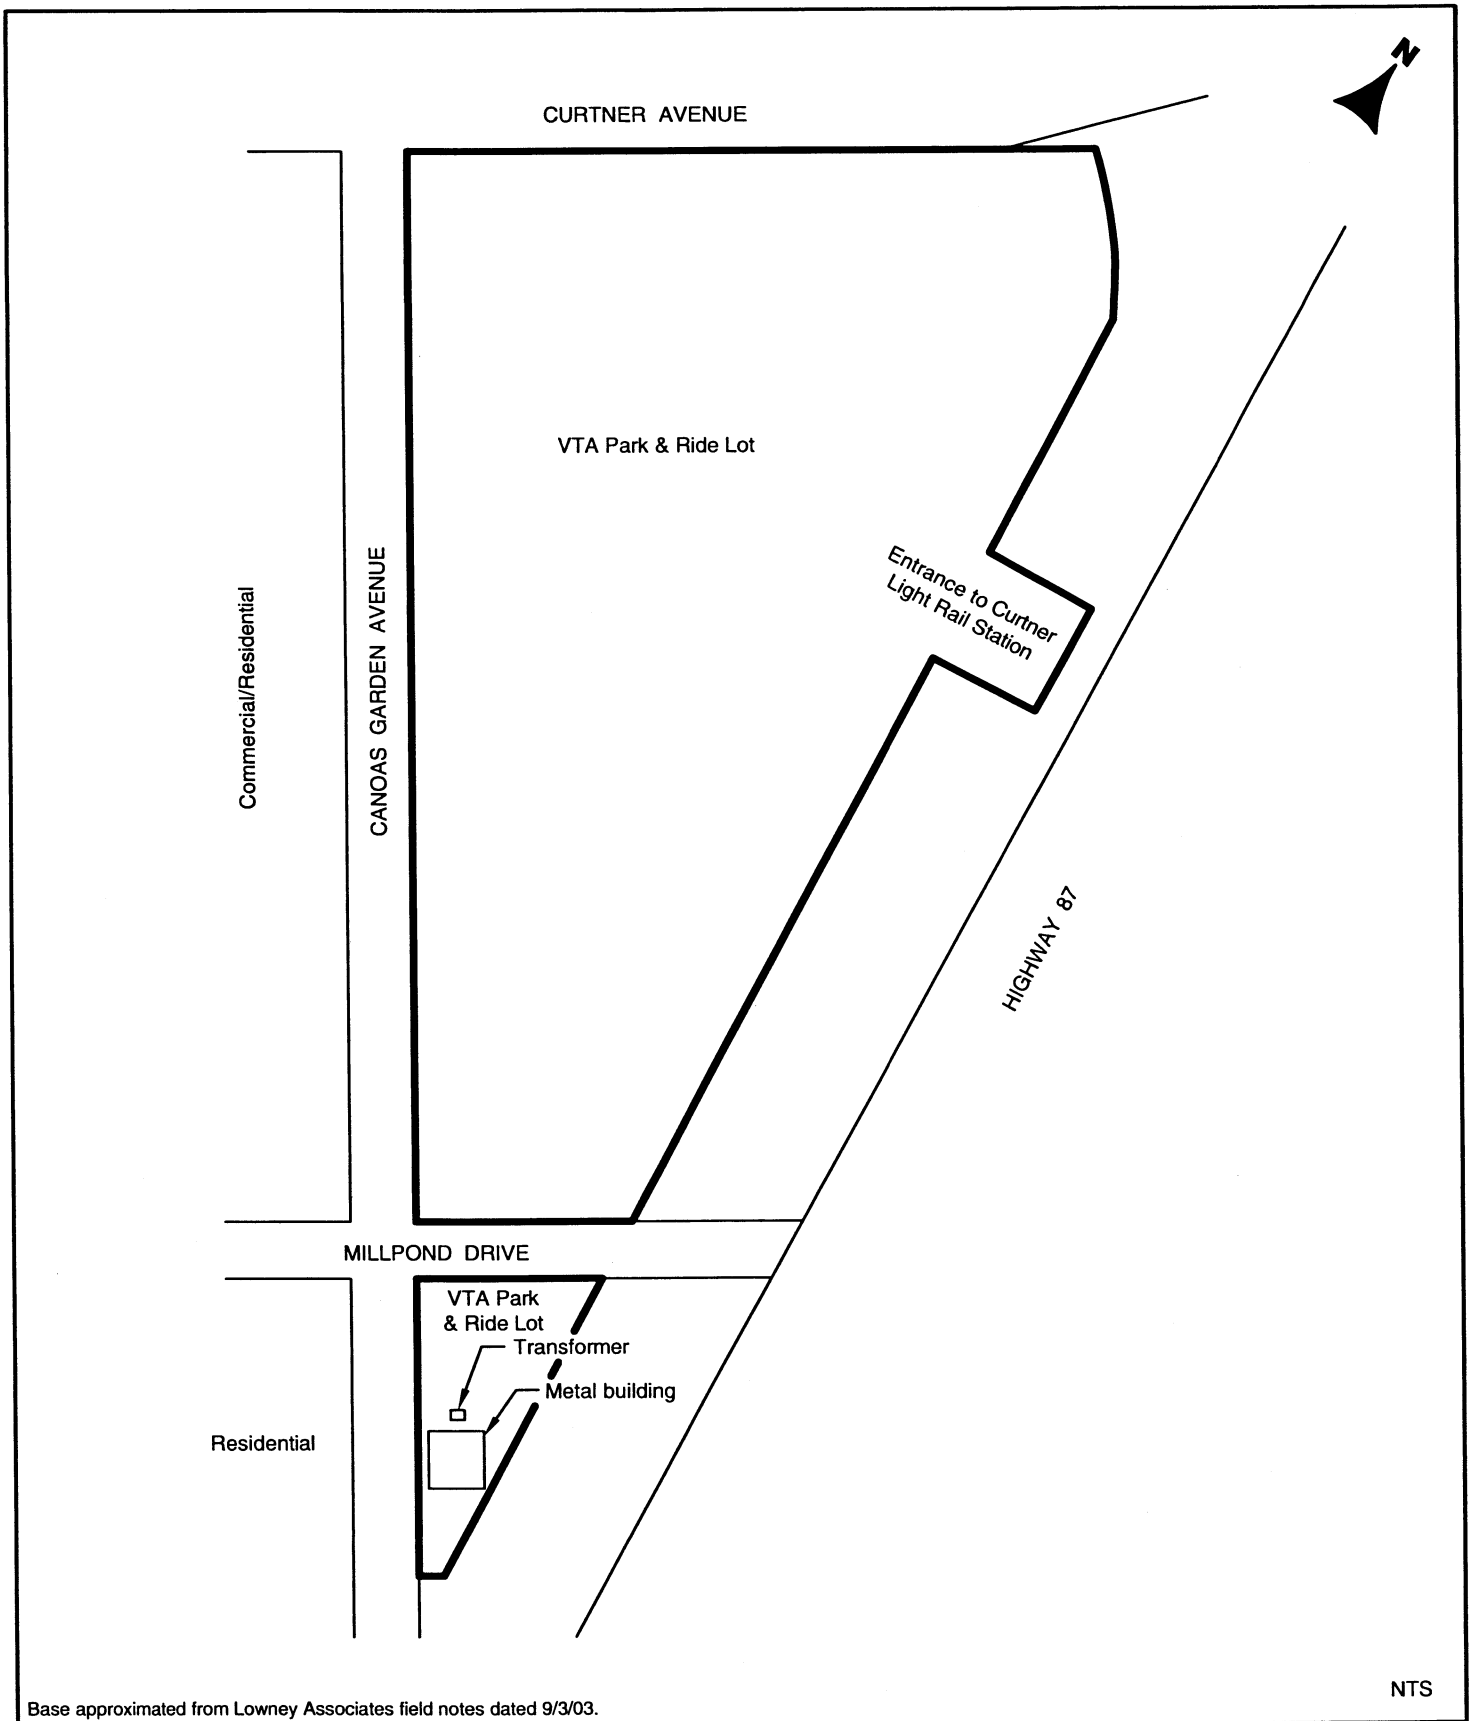 N
CURTNER AVENUE
VTA Park & Ride Lot
Entrance to Curtner
Light Rail Station
CANOAS GARDEN AVENUE
Commercial/Residential
HIGHWAY 87
MILLPOND DRIVE
VTA Park
& Ride Lot
Transformer
Metal building
Residential
NTS
Base approximated from Lowney Associates field notes dated 9/3/03.